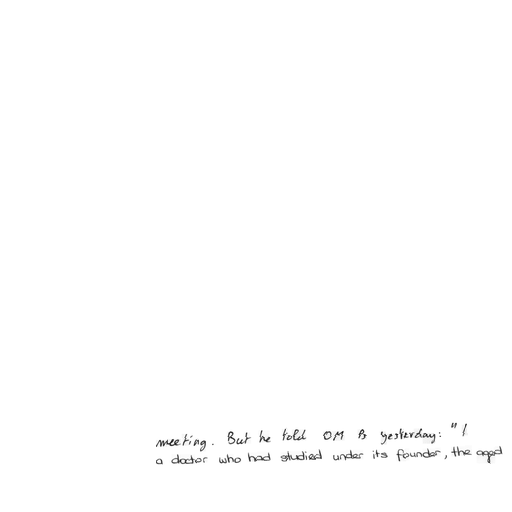 meeting. But he told OM B yesterday: "I
a doctor who had studied under its founder, the aged